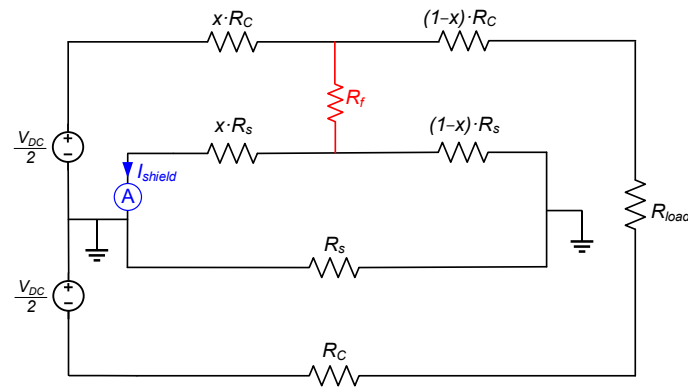 x·R_C
(1−x)·R_C
R_f
V_DC
2
+
−
x·R_s
(1−x)·R_s
I_shield
A
R_load
R_s
V_DC
2
+
−
R_C